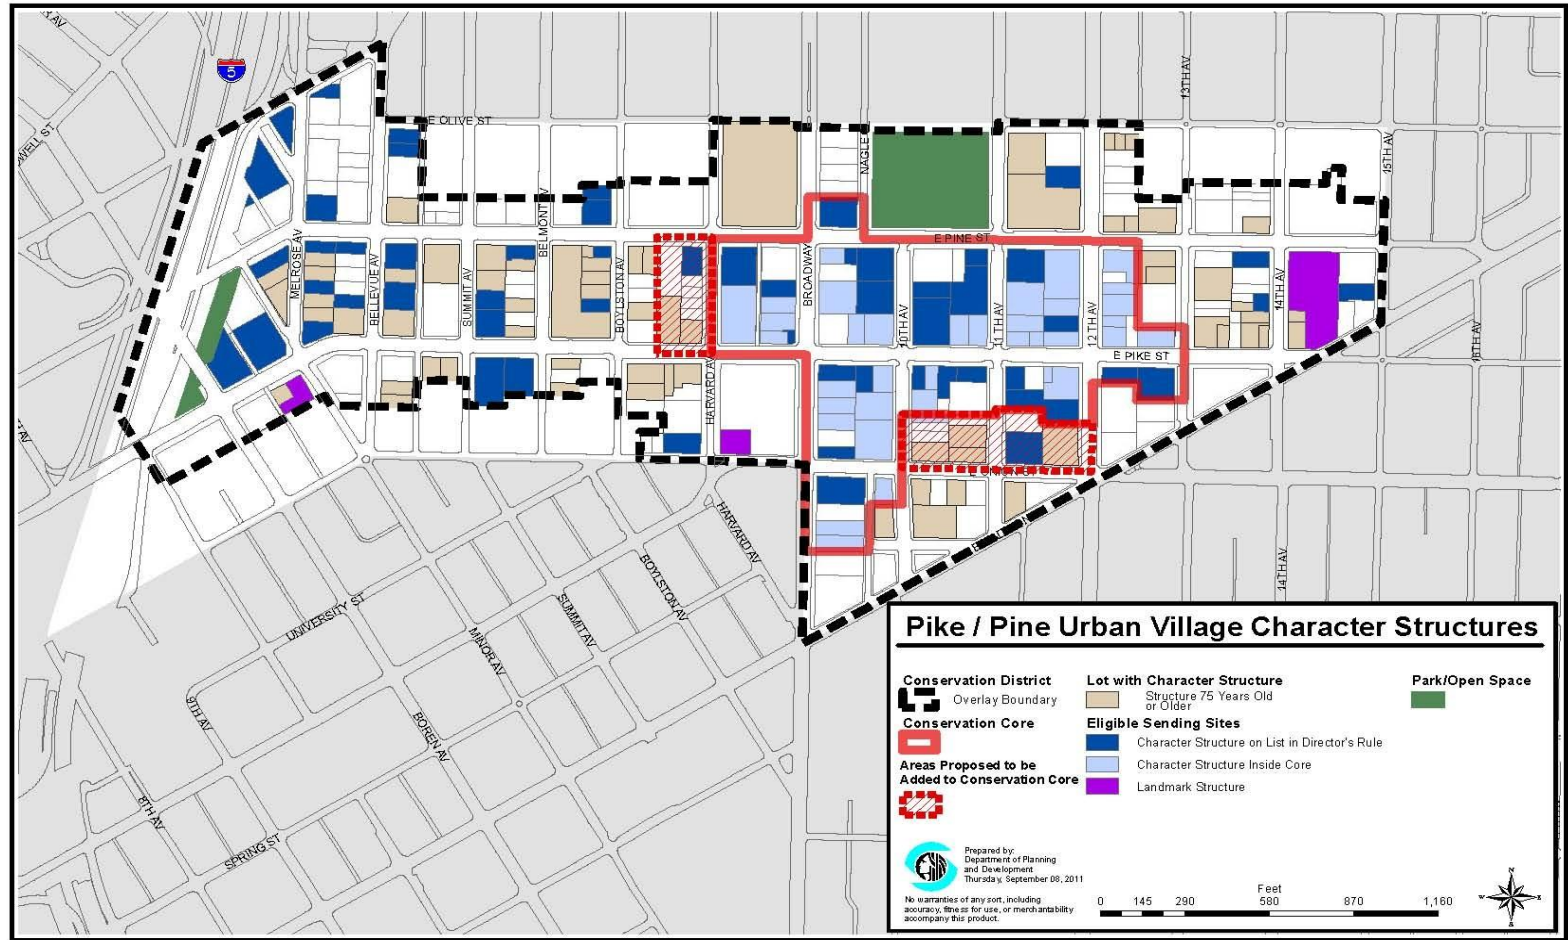 5
E OLIVE ST
13TH AV
15TH AV
NAGLE
BELMONT AV
E PINE ST
MELROSE AV
BELLEVUE AV
SUMMIT AV
BOYLSTON AV
BROADWAY
10TH AV
11TH AV
12TH AV
14TH AV
16TH AV
E PIKE ST
HARVARD AV
HARVARD AV
BOYLSTON AV
SUMMIT AV
MINOR AV
UNIVERSITY ST
14TH AV
9TH AV
BOREN AV
8TH AV
SPRING ST
Pike / Pine Urban Village Character Structures
Conservation District
Overlay Boundary
Conservation Core
Areas Proposed to be
Added to Conservation Core
Lot with Character Structure
Structure 75 Years Old
or Older
Eligible Sending Sites
Character Structure on List in Director's Rule
Character Structure Inside Core
Landmark Structure
Park/Open Space
Prepared by:
Department of Planning
and Development
Thursday, September 08, 2011
No warranties of any sort, including
accuracy, fitness for use, or merchantability
accompany this product.
Feet
0 145 290 580 870 1,160
N
W E
S